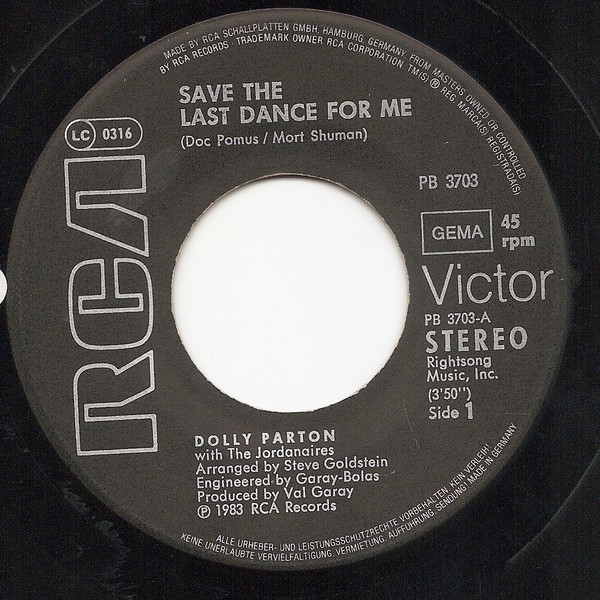 MADE BY RCA SCHALLPLATTEN GMBH, HAMBURG, GERMANY, FROM MASTERS OWNED OR CONTROLLED
BY RCA RECORDS · TRADEMARK OWNER RCA CORPORATION TM(S) ® REG. MARCA(S) REGISTRADA(S)
SAVE THE
LAST DANCE FOR ME
(Doc Pomus / Mort Shuman)
LC 0316
RCA
PB 3703
GEMA
45
rpm
Victor
PB 3703-A
STEREO
Rightsong
Music, Inc.
(3'50'')
Side 1
DOLLY PARTON
with The Jordanaires
Arranged by Steve Goldstein
Engineered by Garay-Bolas
Produced by Val Garay
℗ 1983 RCA Records
ALLE URHEBER- UND LEISTUNGSSCHUTZRECHTE VORBEHALTEN. KEIN VERLEIH!
KEINE UNERLAUBTE VERVIELFÄLTIGUNG, VERMIETUNG, AUFFÜHRUNG, SENDUNG! MADE IN GERMANY